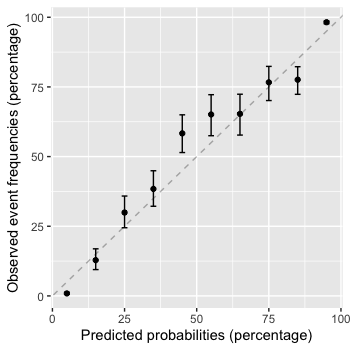 100
75
50
25
0
Observed event frequencies (percentage)
0 25 50 75 100
Predicted probabilities (percentage)